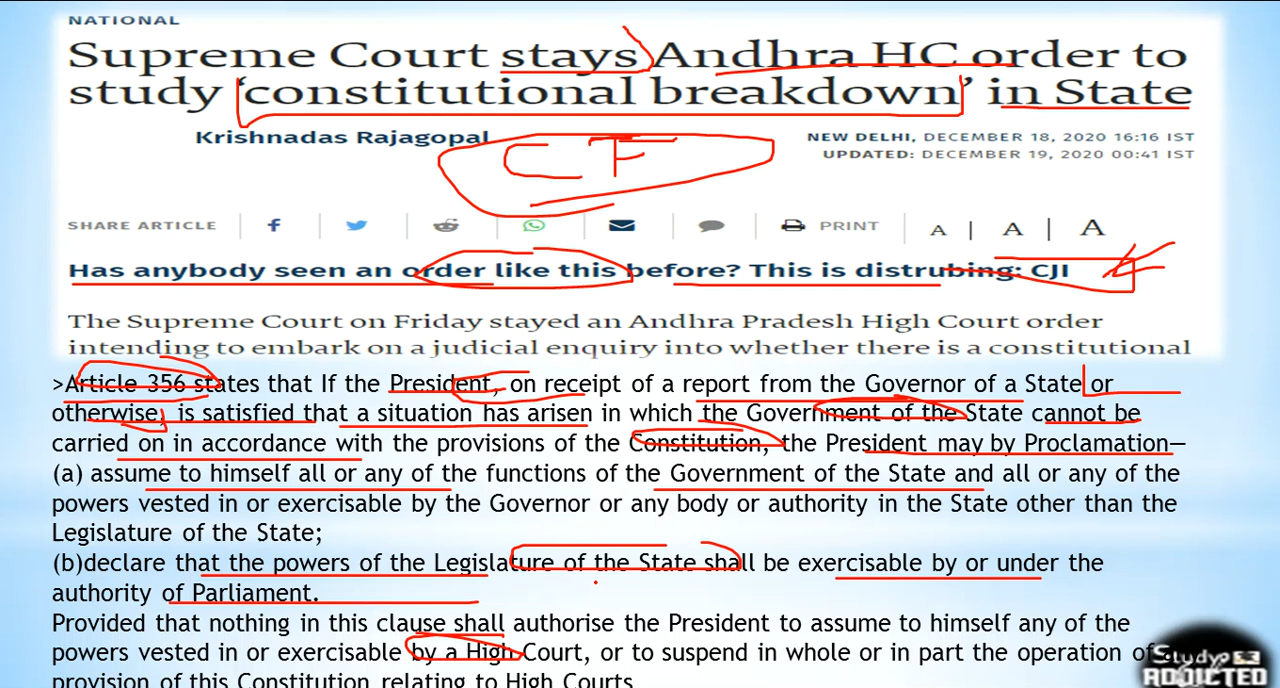 NATIONAL
Supreme Court stays Andhra HC order to
study ‘constitutional breakdown’ in State
Krishnadas Rajagopal
NEW DELHI, DECEMBER 18, 2020 16:16 IST
UPDATED: DECEMBER 19, 2020 00:41 IST
CF
SHARE ARTICLE PRINT A | A | A
Has anybody seen an order like this before? This is distrubing: CJI
The Supreme Court on Friday stayed an Andhra Pradesh High Court order
intending to embark on a judicial enquiry into whether there is a constitutional
>Article 356 states that If the President, on receipt of a report from the Governor of a State or
otherwise, is satisfied that a situation has arisen in which the Government of the State cannot be
carried on in accordance with the provisions of the Constitution, the President may by Proclamation—
(a) assume to himself all or any of the functions of the Government of the State and all or any of the
powers vested in or exercisable by the Governor or any body or authority in the State other than the
Legislature of the State;
(b)declare that the powers of the Legislature of the State shall be exercisable by or under the
authority of Parliament.
Provided that nothing in this clause shall authorise the President to assume to himself any of the
powers vested in or exercisable by a High Court, or to suspend in whole or in part the operation of
provision of this Constitution relating to High Courts
Study
ADDICTED